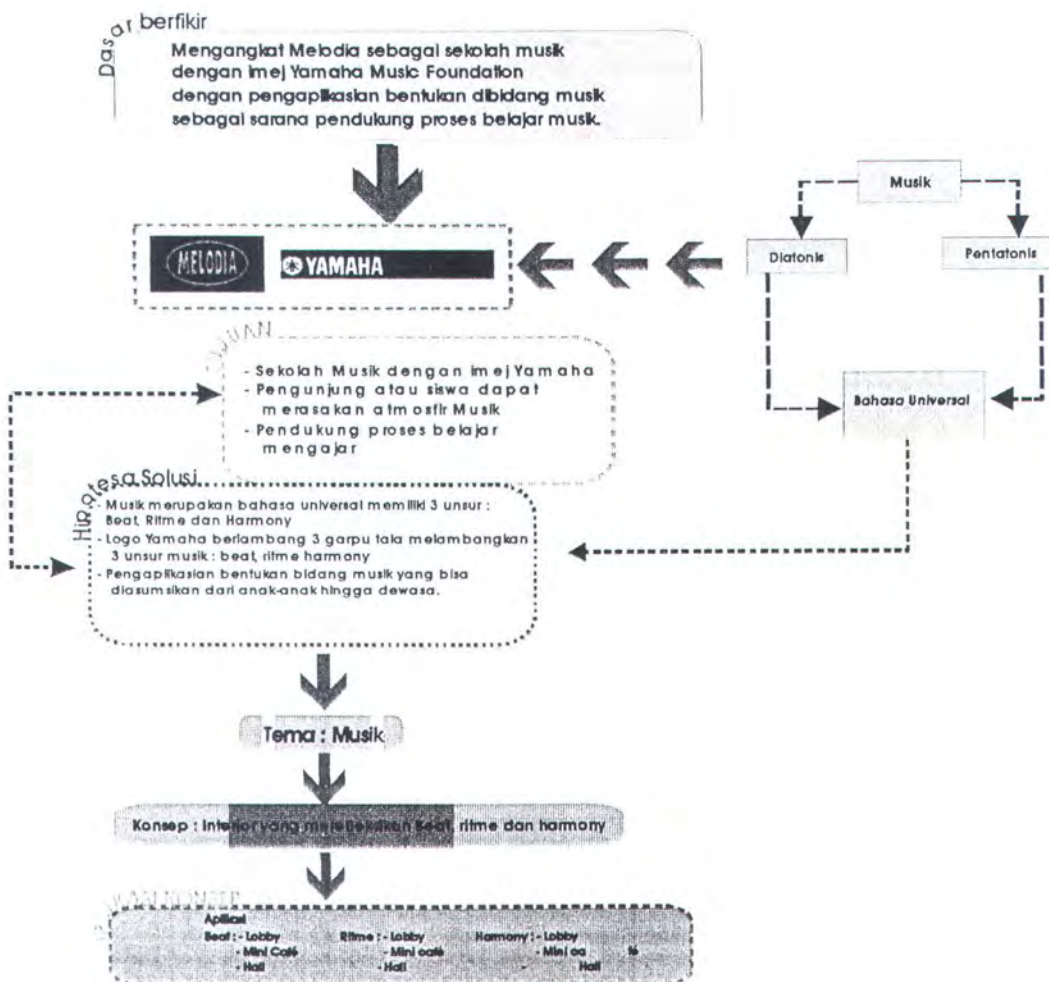 Dasar berfikir
Mengangkat Melodia sebagai sekolah musik
dengan imej Yamaha Music Foundation
dengan pengaplikasian bentukan dibidang musik
sebagai sarana pendukung proses belajar musik.
MELODIA
YAMAHA
Musik
Diatonis
Pentatonis
Bahasa Universal
- Sekolah Musik dengan imej Yamaha
- Pengunjung atau siswa dapat
merasakan atmosfir Musik
- Pendukung proses belajar
mengajar
Hipotesa Solusi
- Musik merupakan bahasa universal memiliki 3 unsur :
Beat, Ritme dan Harmony
- Logo Yamaha berlambang 3 garpu tala melambangkan
3 unsur musik : beat, ritme harmony
- Pengaplikasian bentukan bidang musik yang bisa
diasumsikan dari anak-anak hingga dewasa.
Tema : Musik
Konsep : Interior yang merefleksikan Beat, ritme dan harmony
Aplikasi
Beat : - Lobby Ritme : - Lobby Harmony : - Lobby
- Mini Café - Mini café - Mini ca fé
- Hall - Hall - Hall